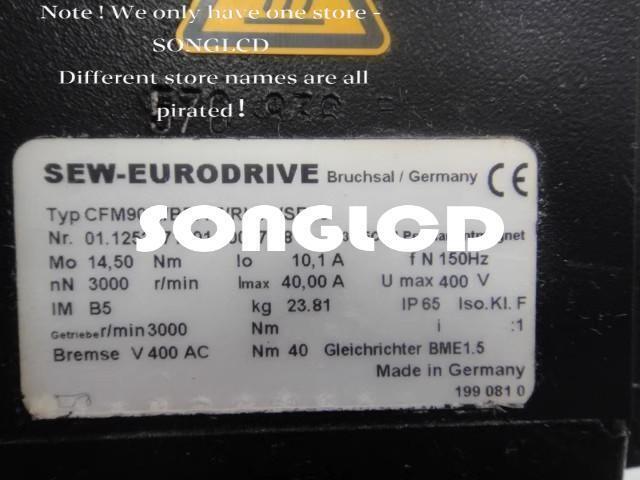 Note ! We only have one store -
SONGLCD
Different store names are all
pirated !
SEW-EURODRIVE Bruchsal / Germany CE
Typ
SONGLCD
Nr. 01.
Mo 14,50 Nm Io 10,1 A f N 150Hz
nN 3000 r/min Imax 40,00 A U max 400 V
IM B5 kg 23.81 IP 65 Iso.Kl. F
Getriebe r/min 3000 Nm i :1
Bremse V 400 AC Nm 40 Gleichrichter BME1.5
Made in Germany
199 081 0